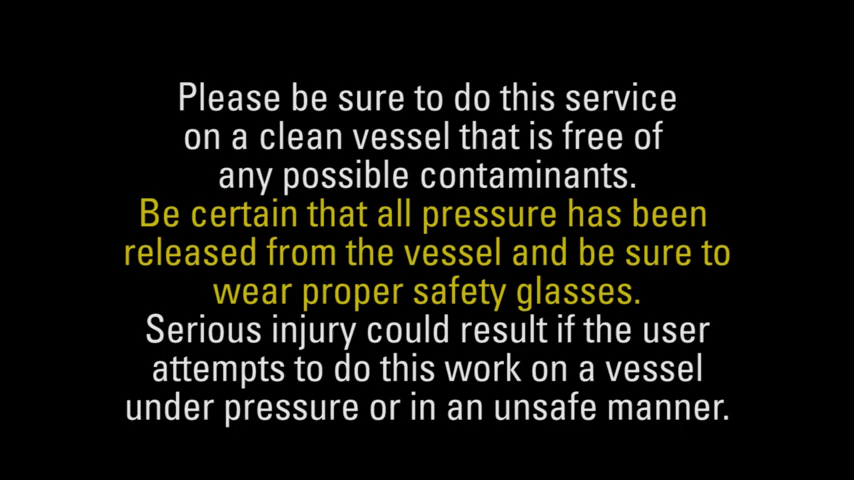 Please be sure to do this service
on a clean vessel that is free of
any possible contaminants.
Be certain that all pressure has been
released from the vessel and be sure to
wear proper safety glasses.
Serious injury could result if the user
attempts to do this work on a vessel
under pressure or in an unsafe manner.